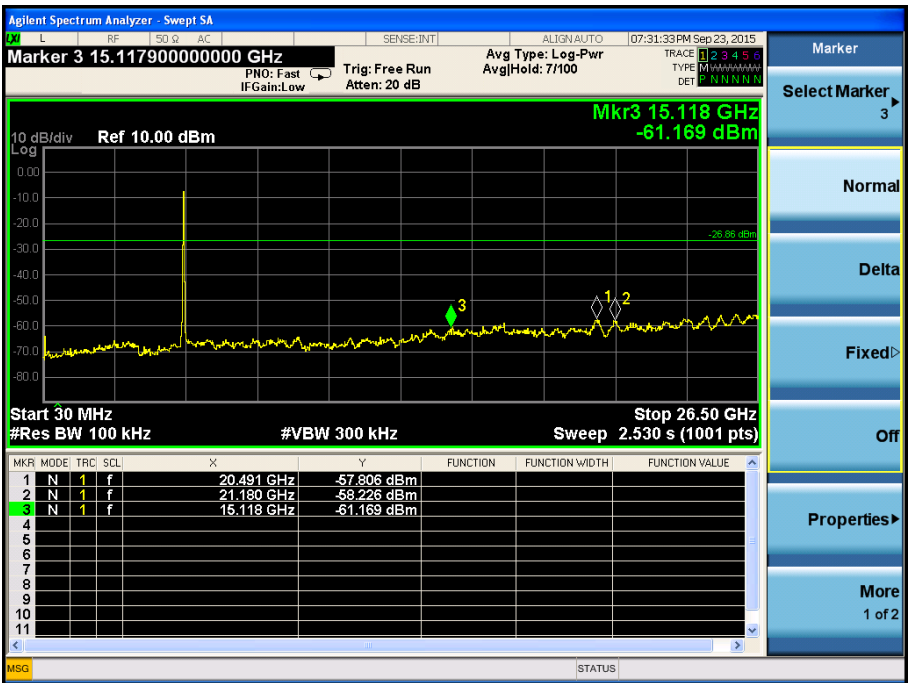 Agilent Spectrum Analyzer - Swept SA
LXI L RF 50 Ω AC SENSE:INT ALIGNAUTO 07:31:33PM Sep 23, 2015
Marker 3 15.117900000000 GHz
PNO: Fast
IFGain:Low
Trig: Free Run
Atten: 20 dB
Avg Type: Log-Pwr
Avg|Hold: 7/100
TRACE 1 2 3 4 5 6
TYPE M
DET P N N N N N
Mkr3 15.118 GHz
-61.169 dBm
10 dB/div Ref 10.00 dBm
Log
0.00
-10.0
-20.0
-26.86 dBm
-30.0
-40.0
-50.0
1 2
3
-60.0
-70.0
-80.0
Start 30 MHz Stop 26.50 GHz
#Res BW 100 kHz #VBW 300 kHz Sweep 2.530 s (1001 pts)
MKR MODE TRC SCL X Y FUNCTION FUNCTION WIDTH FUNCTION VALUE
1 N 1 f 20.491 GHz -57.806 dBm
2 N 1 f 21.180 GHz -58.226 dBm
3 N 1 f 15.118 GHz -61.169 dBm
4
5
6
7
8
9
10
11
MSG STATUS
Marker
Select Marker
3
Normal
Delta
Fixed
Off
Properties
More
1 of 2